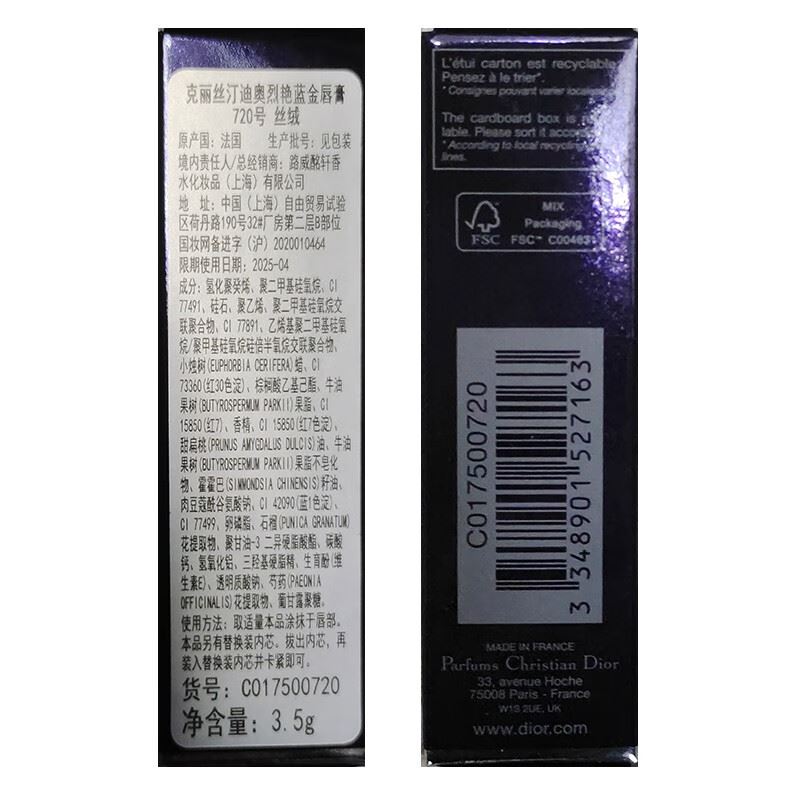 克丽丝汀迪奥烈艳蓝金唇膏
720号 丝绒
原产国：法国 生产批号：见包装
境内责任人/总经销商：路威酩轩香
水化妆品（上海）有限公司
地 址：中国（上海）自由贸易试验
区荷丹路190号32#厂房第二层B部位
国妆网备进字（沪）2020010464
限期使用日期：2025-04
成分：氢化聚癸烯、聚二甲基硅氧烷、CI
77491、硅石、聚乙烯、聚二甲基硅氧烷交
联聚合物、CI 77891、乙烯基聚二甲基硅氧
烷/聚甲基硅氧烷硅倍半氧烷交联聚合物、
小烛树(EUPHORBIA CERIFERA)蜡、CI
73360(红30色淀)、棕榈酸乙基己酯、牛油
果树(BUTYROSPERMUM PARKII)果脂、CI
15850(红7)、香精、CI 15850(红7色淀)、
甜扁桃(PRUNUS AMYGDALUS DULCIS)油、牛油
果树(BUTYROSPERMUM PARKII)果脂不皂化
物、霍霍巴(SIMMONDSIA CHINENSIS)籽油、
肉豆蔻酰谷氨酸钠、CI 42090(蓝1色淀)、
CI 77499、卵磷脂、石榴(PUNICA GRANATUM)
花提取物、聚甘油-3 二异硬脂酸酯、碳酸
钙、氢氧化铝、三羟基硬脂精、生育酚(维
生素E)、透明质酸钠、芍药(PAEONIA
OFFICINALIS)花提取物、葡甘露聚糖。
使用方法：取适量本品涂抹于唇部。
本品另有替换装内芯。拔出内芯，再
装入替换装内芯并卡紧即可。
货号：C017500720
净含量：3.5g
L'étui carton est recyclable
Pensez à le trier*.
* Consignes pouvant varier
The cardboard box is
lable. Please sort it
* According to local recycling
lines.
MIX
Packaging
FSC
FSC™
C017500720
3 348901 527163
MADE IN FRANCE
Parfums Christian Dior
33, avenue Hoche
75008 Paris - France
W1S 2UE, UK
www.dior.com